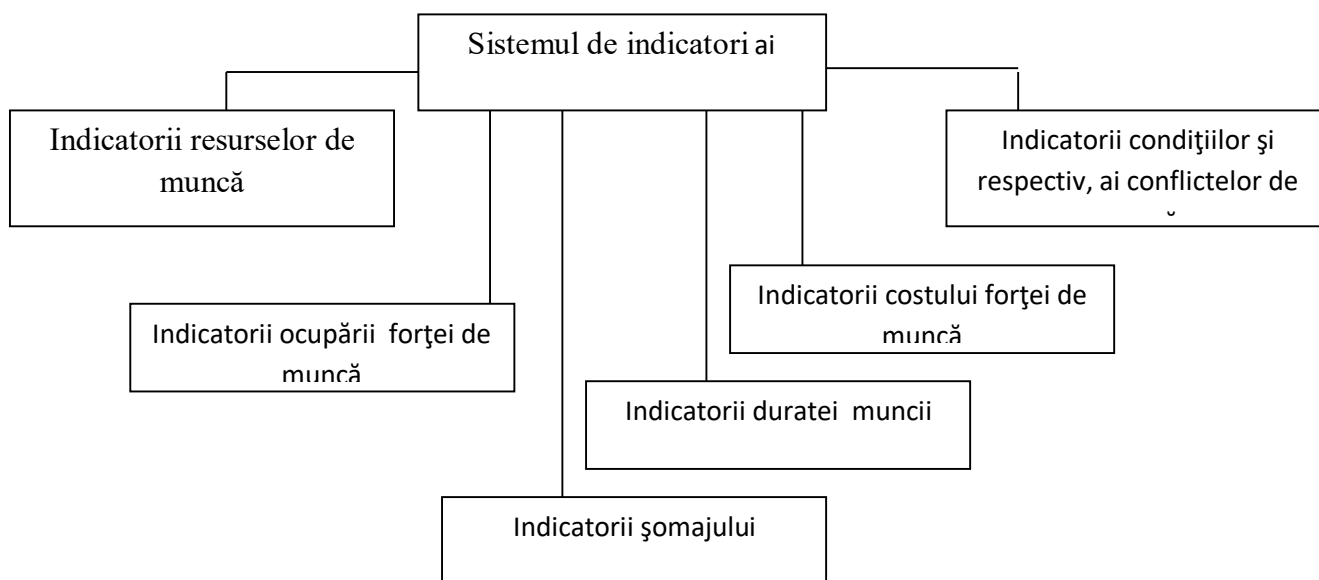 Sistemul de indicatori ai
Indicatorii resurselor de
muncă
Indicatorii condiţiilor şi
respectiv, ai conflictelor de
Indicatorii costului forţei de
muncă
Indicatorii ocupării forţei de
muncă
Indicatorii duratei muncii
Indicatorii şomajului